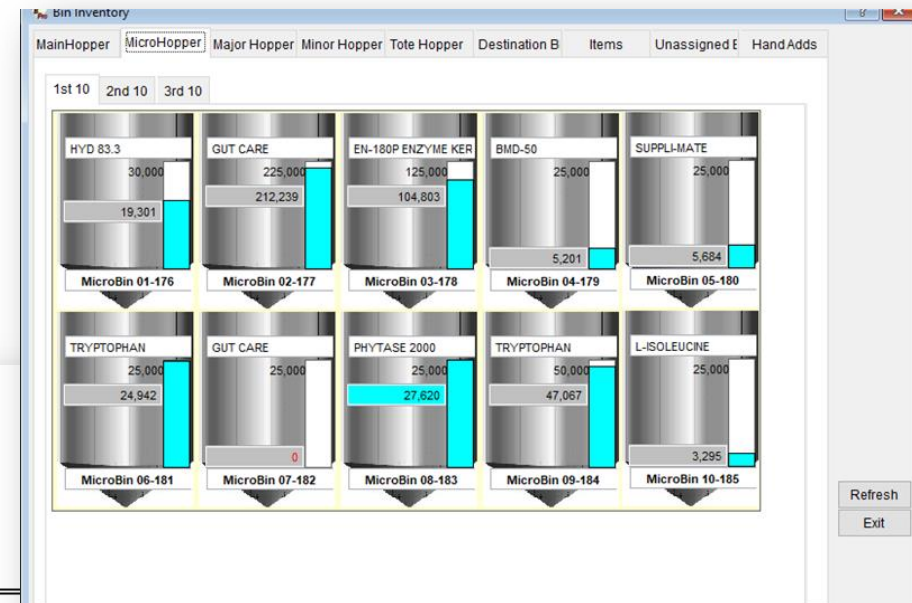 Bin Inventory
MainHopper MicroHopper Major Hopper Minor Hopper Tote Hopper Destination B Items Unassigned Hand Adds
1st 10 2nd 10 3rd 10
HYD 83.3 GUT CARE EN-180P ENZYME KER BMD-50 SUPPLI-MATE
30,000 225,000 125,000 25,000 25,000
19,301 212,239 104,803 5,201 5,684
MicroBin 01-176 MicroBin 02-177 MicroBin 03-178 MicroBin 04-179 MicroBin 05-180
TRYPTOPHAN GUT CARE PHYTASE 2000 TRYPTOPHAN L-ISOLEUCINE
25,000 25,000 25,000 50,000 25,000
24,942 0 27,620 47,067 3,295
MicroBin 06-181 MicroBin 07-182 MicroBin 08-183 MicroBin 09-184 MicroBin 10-185
Refresh
Exit